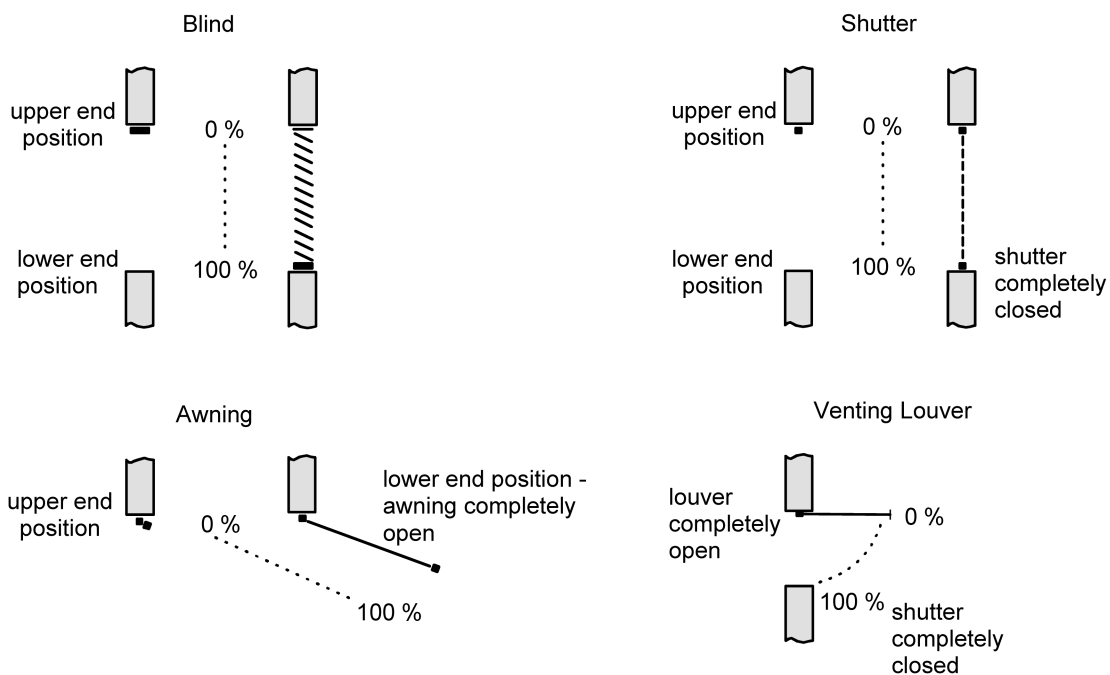 Blind
upper end
position
0 %
lower end
position
100 %
Shutter
upper end
position
0 %
lower end
position
100 %
shutter
completely
closed
Awning
upper end
position
0 %
lower end position -
awning completely
open
100 %
Venting Louver
louver
completely
open
0 %
100 %
shutter
completely
closed